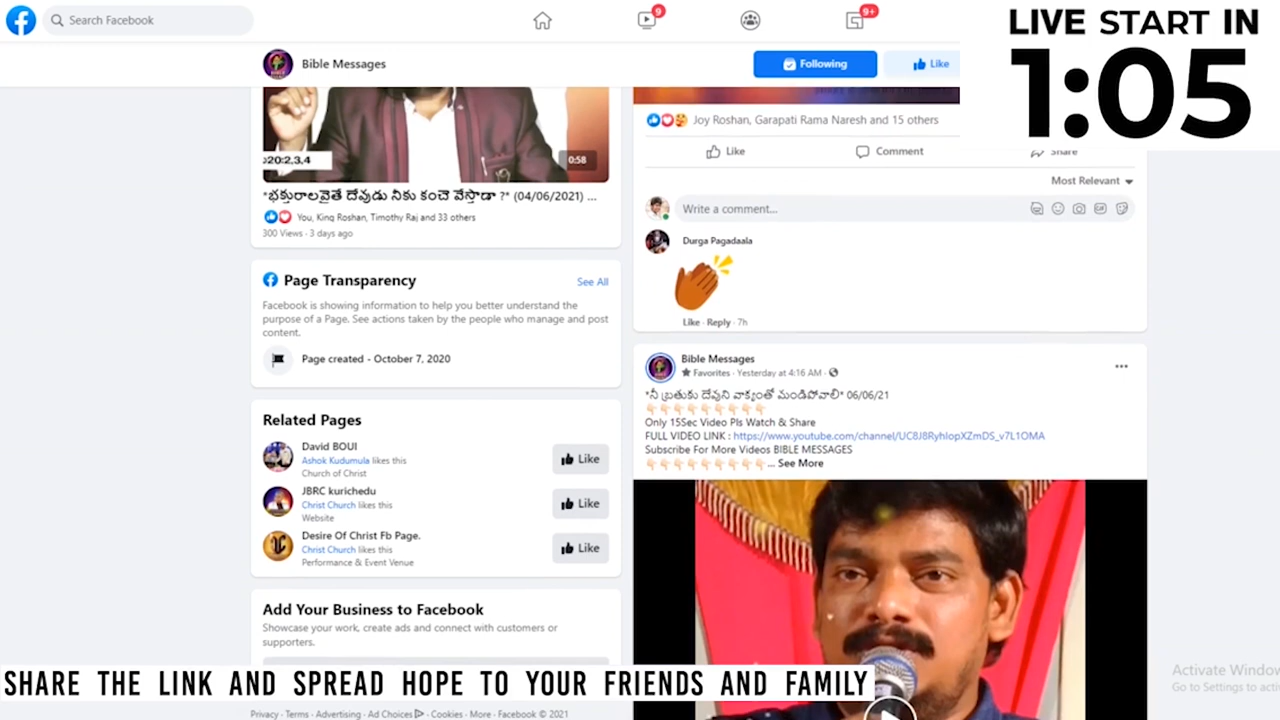 Search Facebook
9
9+
LIVE START IN
1:05
Bible Messages
Following
Like
020:2,3,4
0:58
*భక్తురాలవైతే దేవుడు నీకు కంచె వేస్తాడా ?* (04/06/2021) ...
You, King Roshan, Timothy Raj and 33 others
300 Views · 3 days ago
Page Transparency
See All
Facebook is showing information to help you better understand the
purpose of a Page. See actions taken by the people who manage and post
content.
Page created - October 7, 2020
Related Pages
David BOUI
Ashok Kudumula likes this
Church of Christ
Like
JBRC kurichedu
Christ Church likes this
Website
Like
Desire Of Christ Fb Page.
Christ Church likes this
Performance & Event Venue
Like
Add Your Business to Facebook
Showcase your work, create ads and connect with customers or
supporters.
Joy Roshan, Garapati Rama Naresh and 15 others
Like
Comment
Share
Most Relevant
Write a comment...
GIF
Durga Pagadaala
Like · Reply · 7h
Bible Messages
Favorites · Yesterday at 4:16 AM ·
*నీ బ్రతుకు దేవుని వాక్యంతో మండిపోవాలి* 06/06/21
Only 15Sec Video Pls Watch & Share
FULL VIDEO LINK : https://www.youtube.com/channel/UC8J8RyhIopXZmDS_v7L1OMA
Subscribe For More Videos BIBLE MESSAGES
... See More
SHARE THE LINK AND SPREAD HOPE TO YOUR FRIENDS AND FAMILY
Privacy · Terms · Advertising · Ad Choices · Cookies · More · Facebook © 2021
Activate Window
Go to Settings to acti